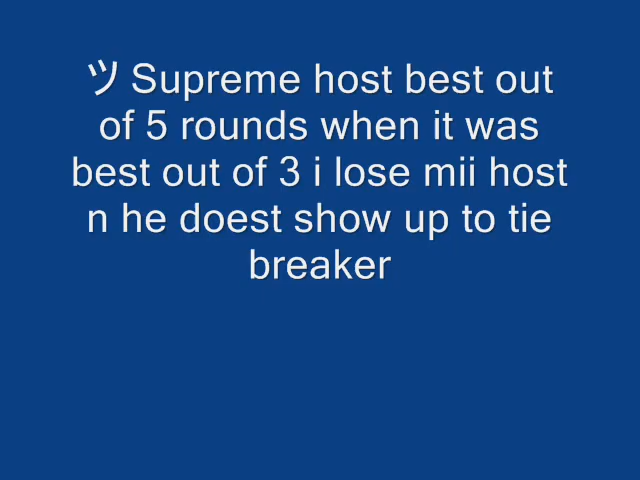 ツ Supreme host best out
of 5 rounds when it was
best out of 3 i lose mii host
n he doest show up to tie
breaker